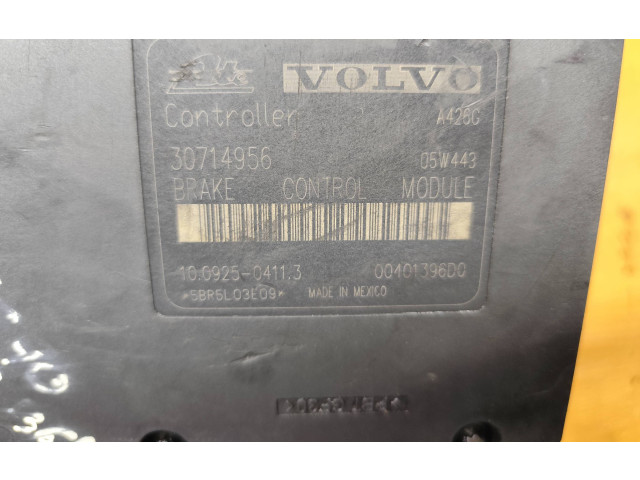 VOLVO
Controller A426C
30714956 05W443
BRAKE CONTROL MODULE
10.0925-0411.3 00401396D0
*5BR5L03E09* MADE IN MEXICO